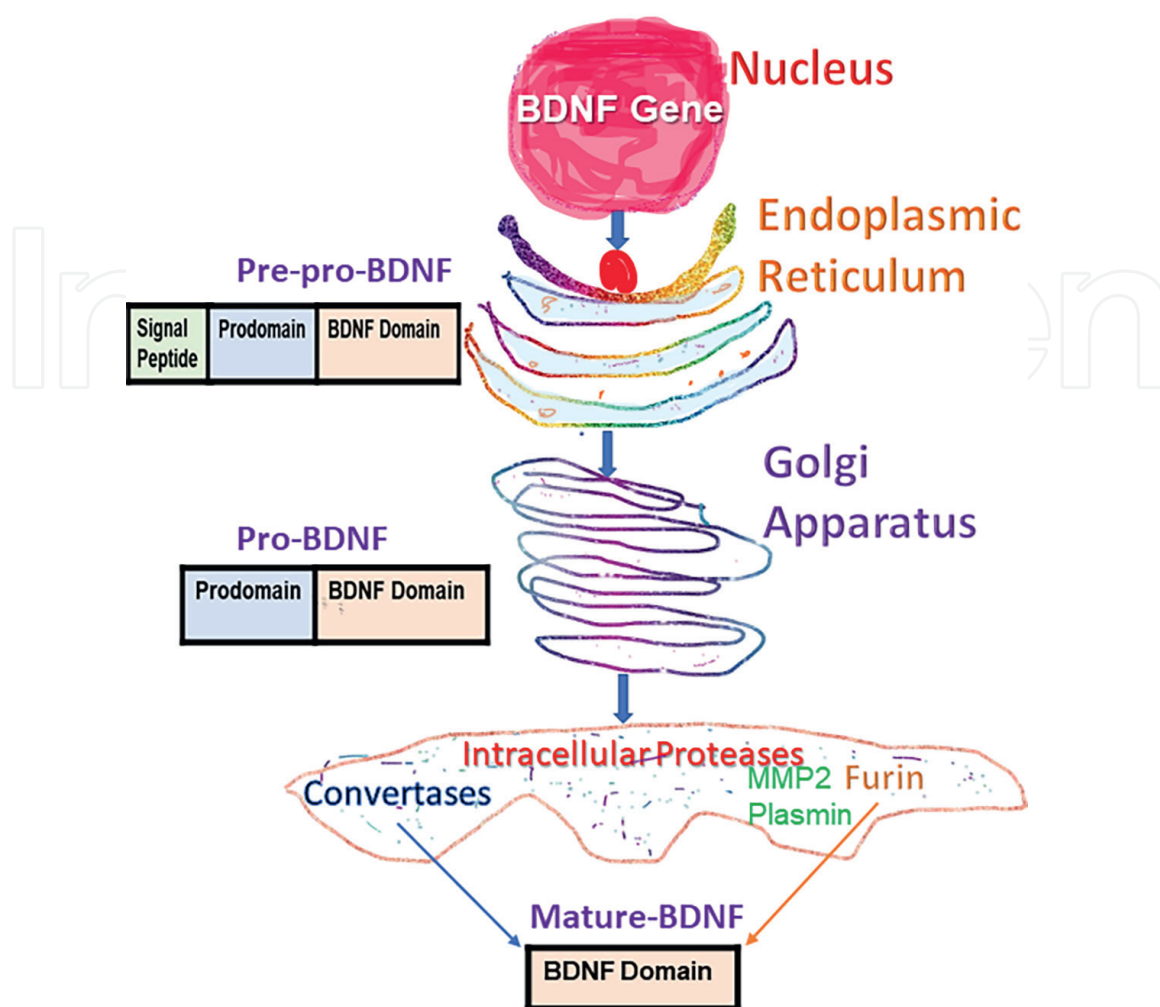 Nucleus
BDNF Gene
Endoplasmic
Reticulum
Pre-pro-BDNF
Signal
Peptide
Prodomain
BDNF Domain
Golgi
Apparatus
Pro-BDNF
Prodomain
BDNF Domain
Intracellular Proteases
Convertases
MMP2
Furin
Plasmin
Mature-BDNF
BDNF Domain